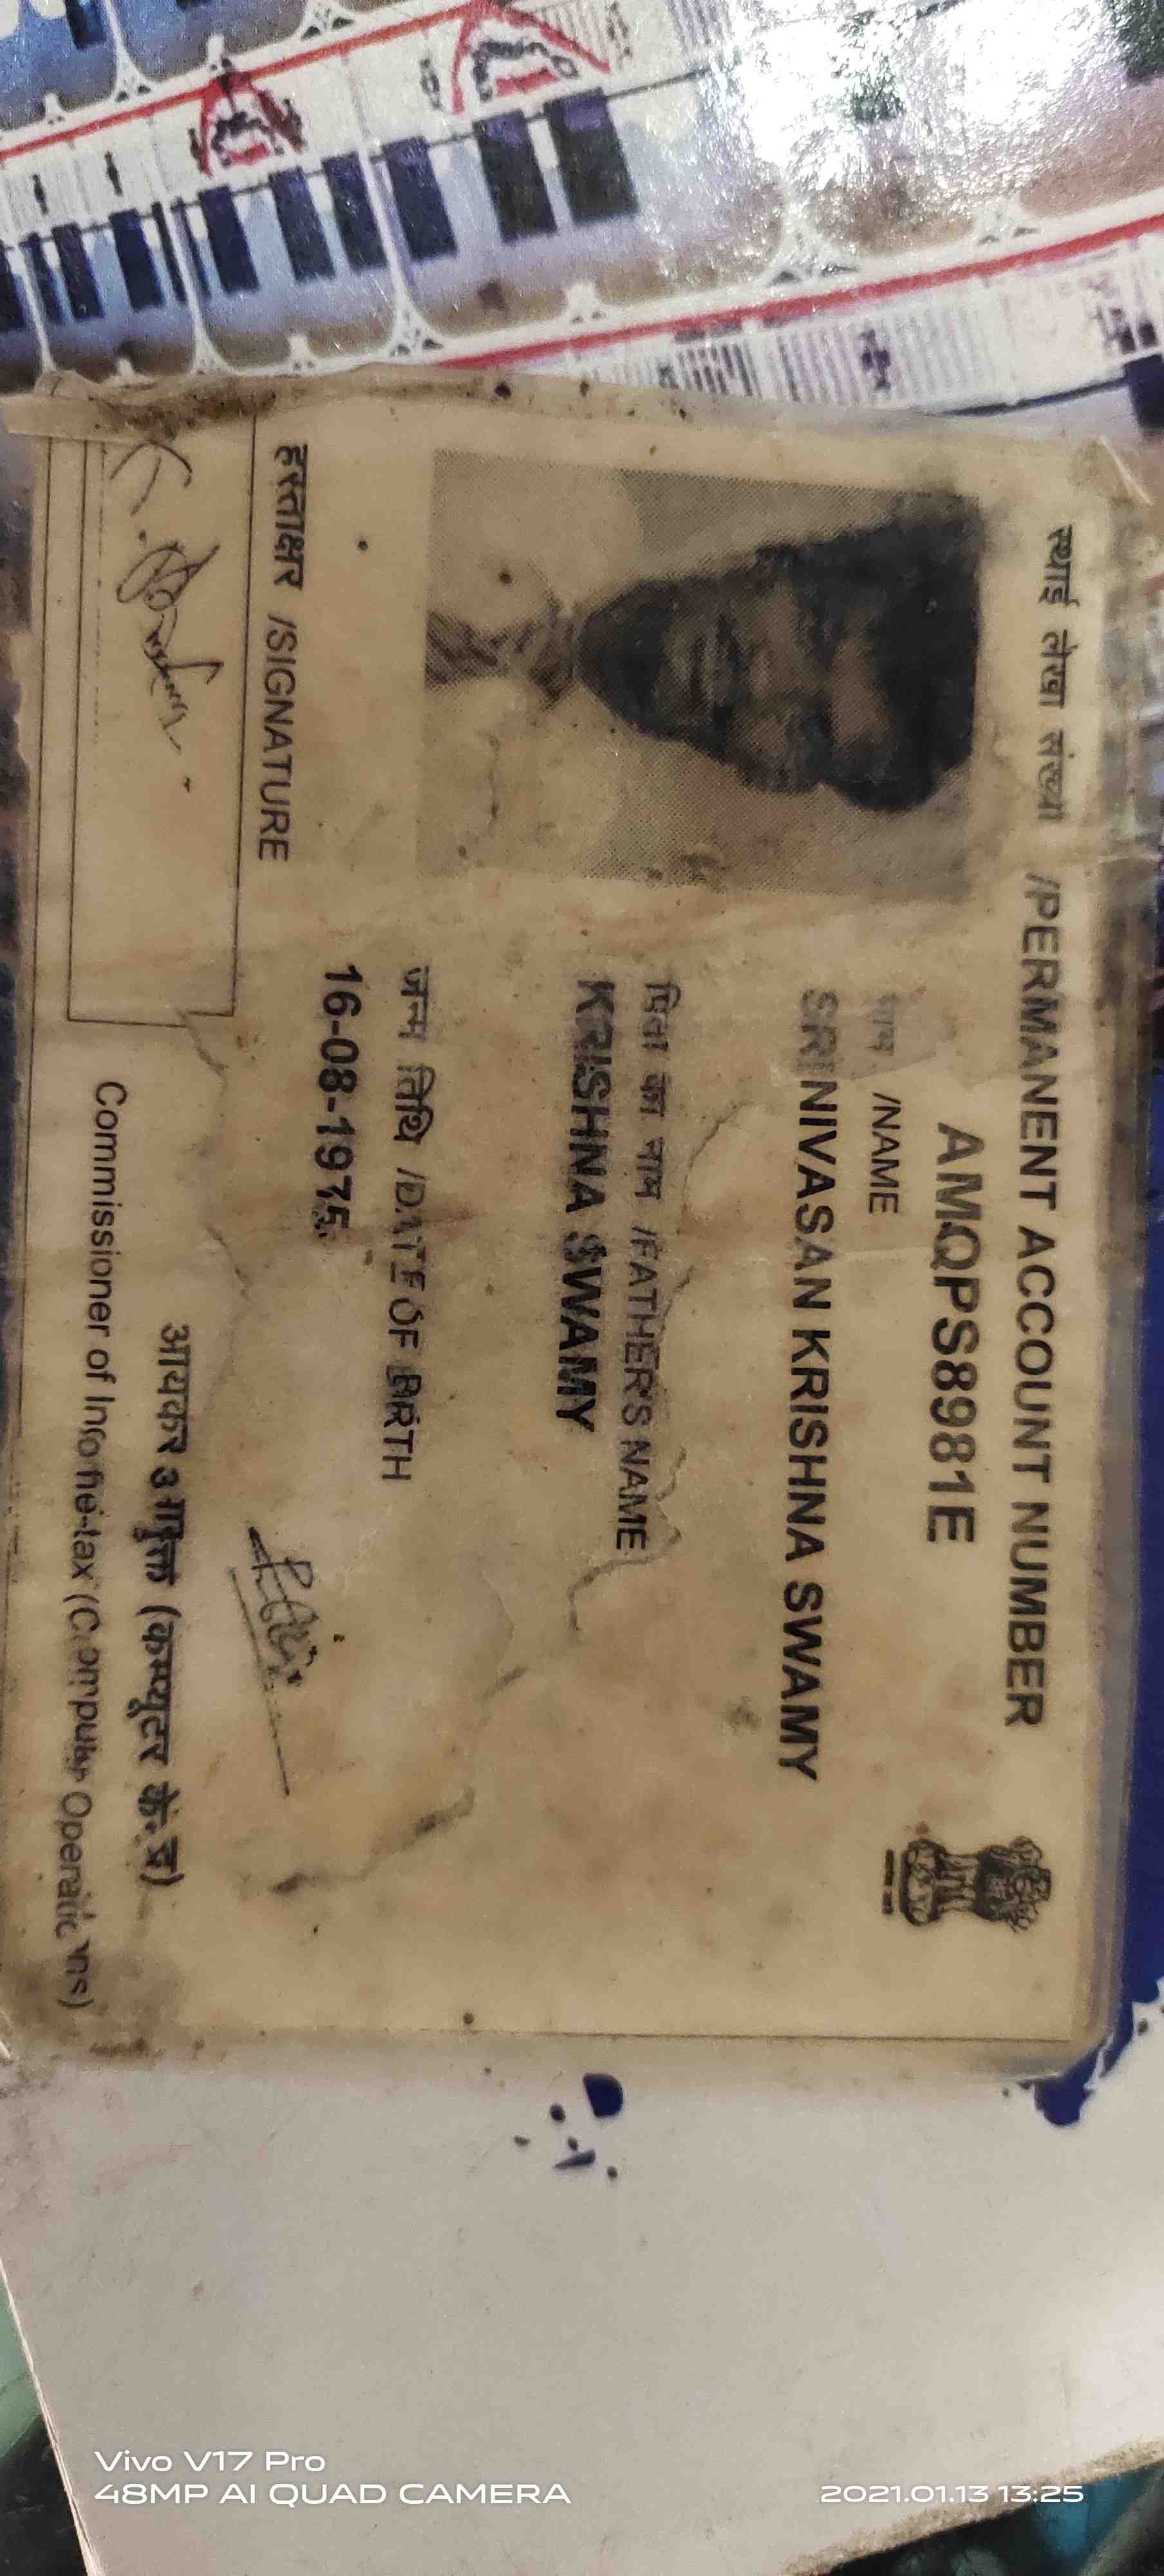 स्थाई लेखा संख्या /PERMANENT ACCOUNT NUMBER
AMQPS8981E
नाम /NAME
SRINIVASAN KRISHNA SWAMY
पिता का नाम /FATHER'S NAME
KRISHNA SWAMY
जन्म तिथि /DATE OF BIRTH
16-08-1975
हस्ताक्षर /SIGNATURE
आयकर आयुक्त (कम्प्यूटर केन्द्र)
Commissioner of Income-tax (Computer Operations)
Vivo V17 Pro
48MP AI QUAD CAMERA
2021.01.13 13:25